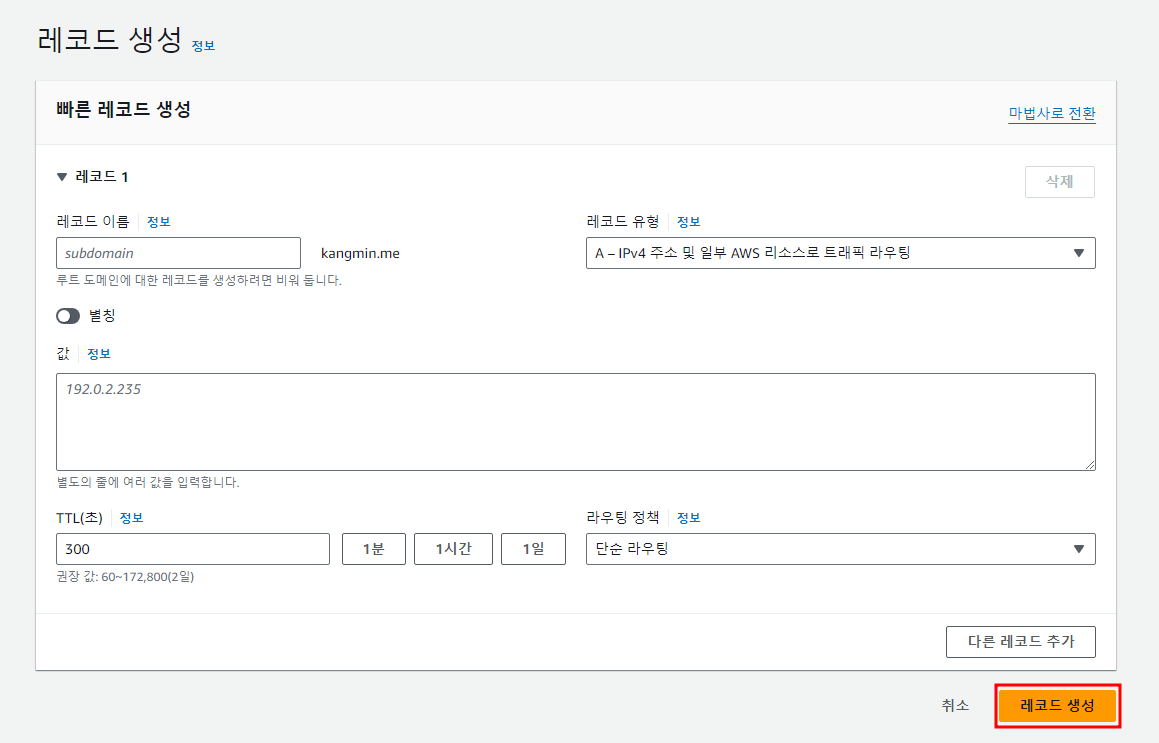 레코드 생성 정보
빠른 레코드 생성
마법사로 전환
▼ 레코드 1
삭제
레코드 이름 정보
레코드 유형 정보
subdomain
kangmin.me
A – IPv4 주소 및 일부 AWS 리소스로 트래픽 라우팅
루트 도메인에 대한 레코드를 생성하려면 비워 둡니다.
별칭
값 정보
192.0.2.235
별도의 줄에 여러 값을 입력합니다.
TTL(초) 정보
라우팅 정책 정보
300
1분
1시간
1일
단순 라우팅
권장 값: 60~172,800(2일)
다른 레코드 추가
취소
레코드 생성